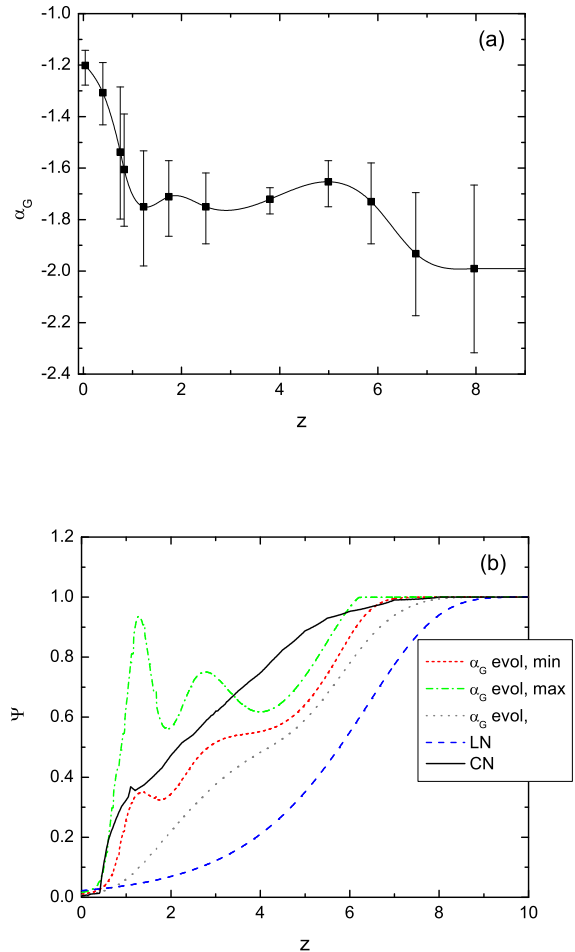 -1.0
(a)
-1.2
-1.4
-1.6
α_G
-1.8
-2.0
-2.2
-2.4
0 2 4 6 8
z
1.2
(b)
1.0
0.8
α_G evol, min
α_G evol, max
Ψ
0.6
α_G evol,
LN
0.4
CN
0.2
0.0
0 2 4 6 8 10
z